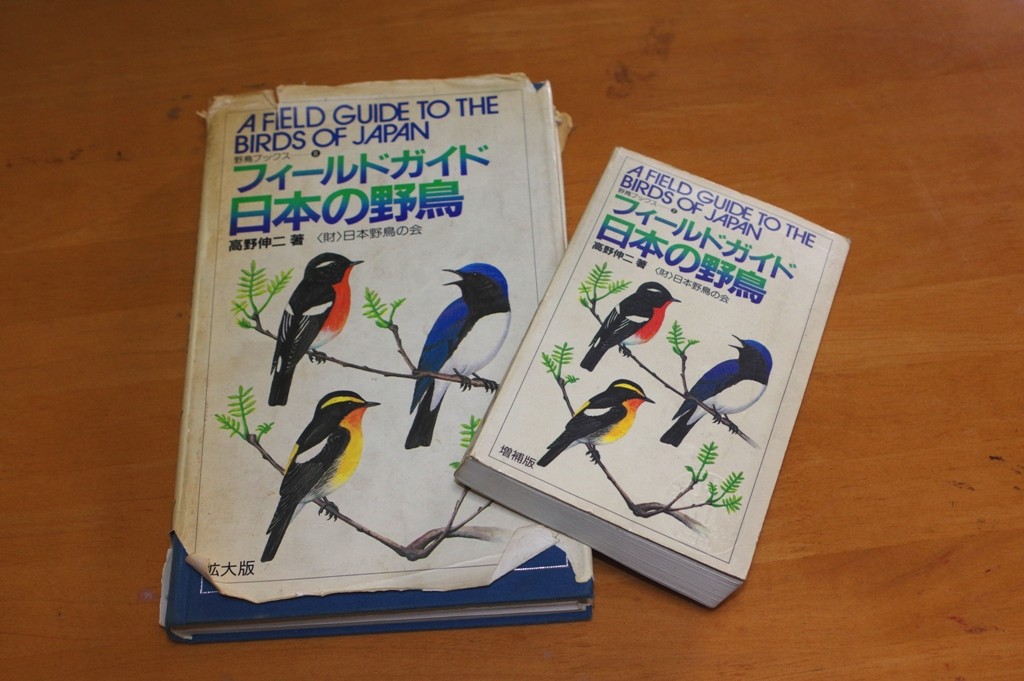 A FIELD GUIDE TO THE
BIRDS OF JAPAN
野鳥ブックス 8
フィールドガイド
日本の野鳥
高野伸二 著 〈財〉日本野鳥の会
拡大版
A FIELD GUIDE TO THE
BIRDS OF JAPAN
野鳥ブックス
フィールドガイド
日本の野鳥
高野伸二 著 〈財〉日本野鳥の会
増補版